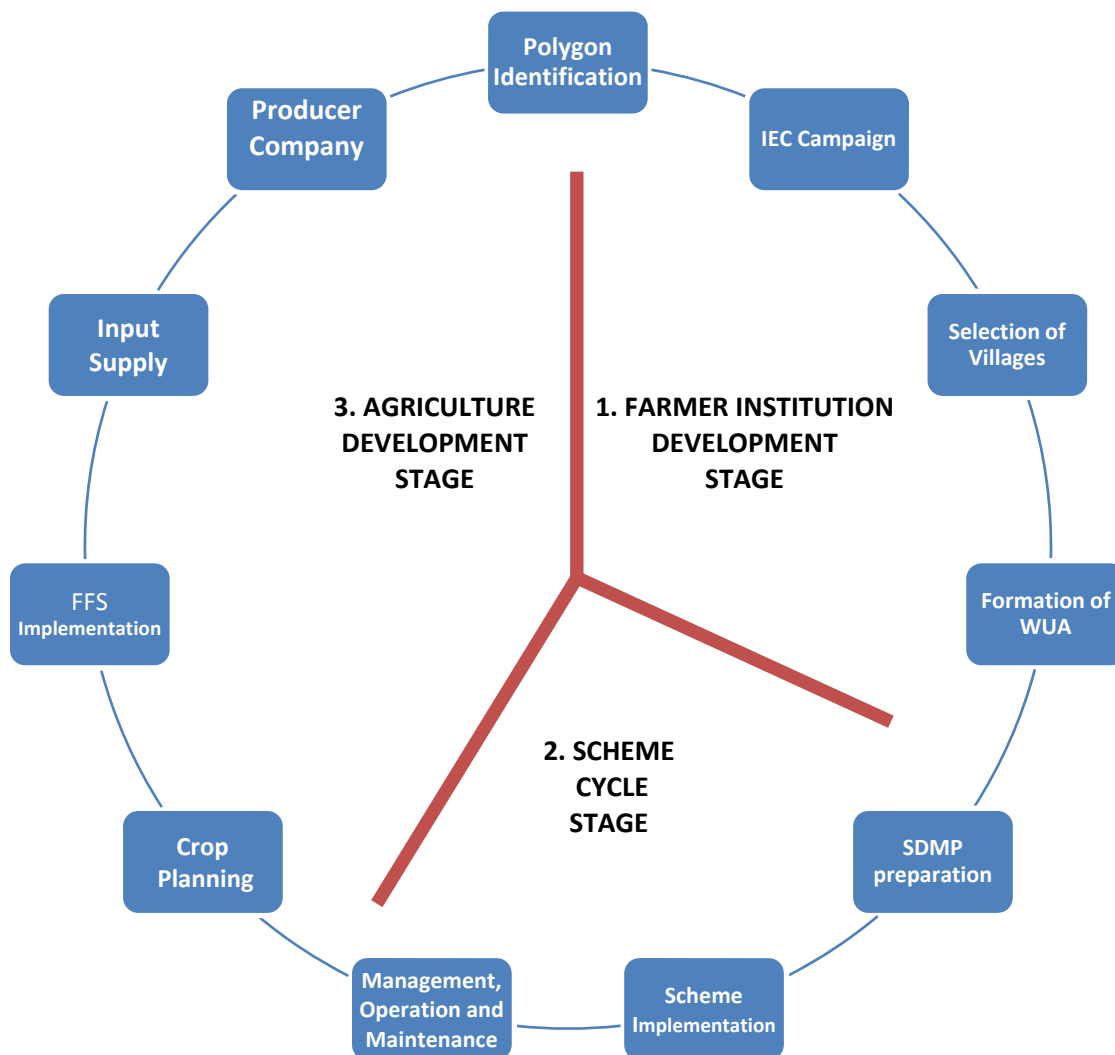 Polygon
Identification
IEC Campaign
Selection of
Villages
Formation of
WUA
SDMP
preparation
Scheme
Implementation
Management,
Operation and
Maintenance
Crop
Planning
FFS
Implementation
Input
Supply
Producer
Company
1. FARMER INSTITUTION
DEVELOPMENT
STAGE
2. SCHEME
CYCLE
STAGE
3. AGRICULTURE
DEVELOPMENT
STAGE